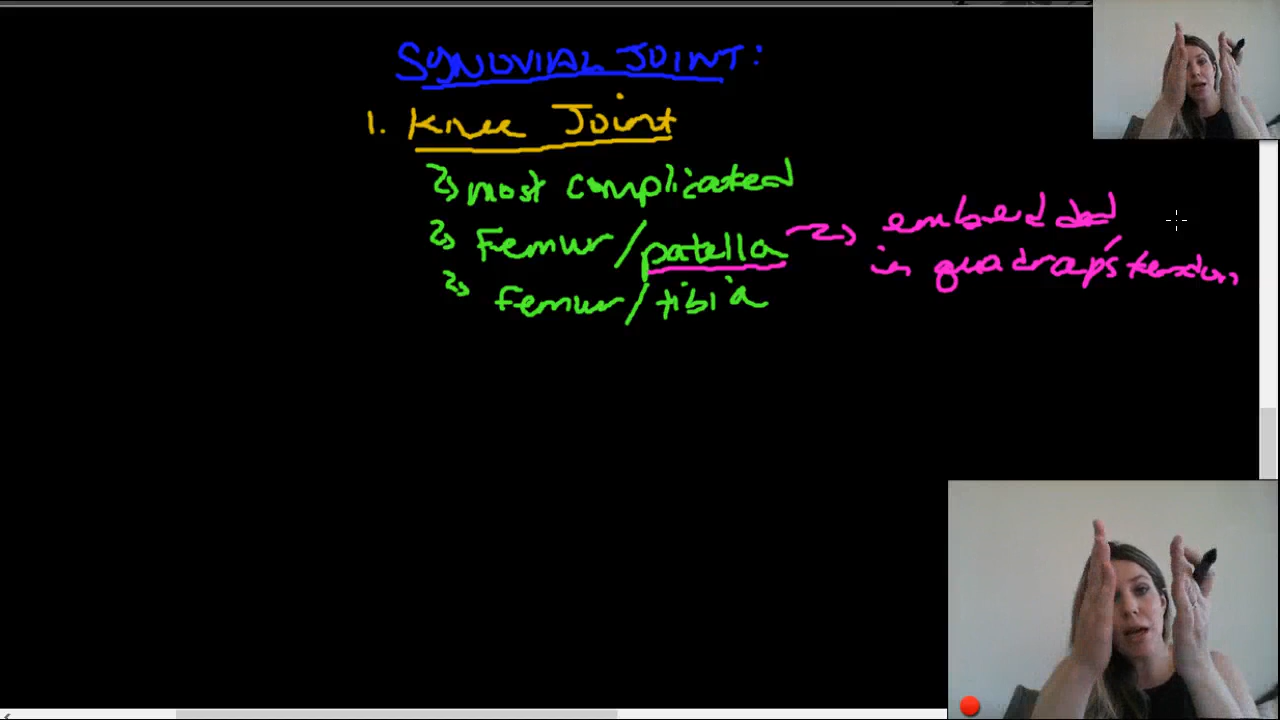 SYNOVIAL JOINT:
1. Knee Joint
most complicated
Femur/patella
embedded
in quadraps tendon
Femur/tibia